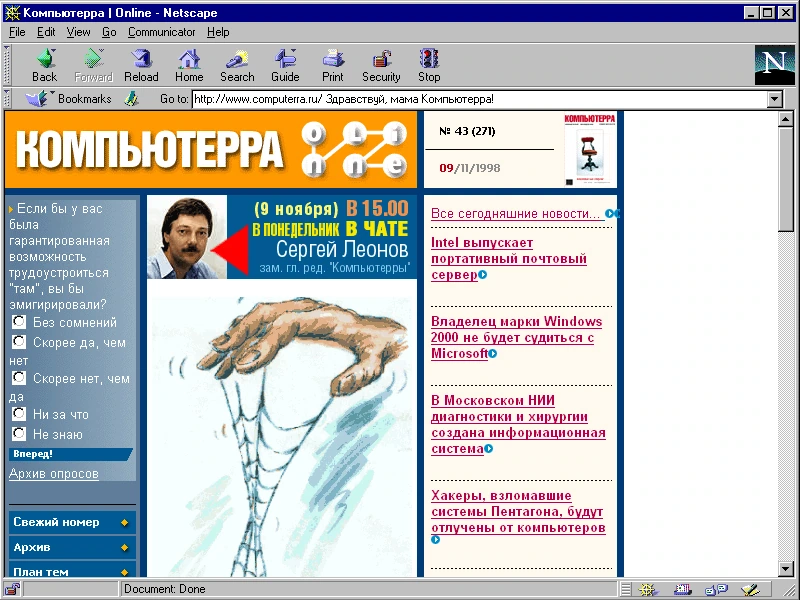 Компьютерра | Online - Netscape
File Edit View Go Communicator Help
Back Forward Reload Home Search Guide Print Security Stop
N
Bookmarks Go to: http://www.computerra.ru/ Здравствуй, мама Компьютерра!
КОМПЬЮТЕРРА
O L i
n n e
№ 43 (271)
09/11/1998
КОМПЬЮТЕРРА
Если бы у вас
была
гарантированная
возможность
трудоустроиться
"там", вы бы
эмигрировали?
Без сомнений
Скорее да, чем
нет
Скорее нет, чем
да
Ни за что
Не знаю
Вперед!
Архив опросов
Свежий номер
Архив
План тем
(9 ноября) В 15.00
В ПОНЕДЕЛЬНИК В ЧАТЕ
Сергей Леонов
зам. гл. ред. "Компьютерры"
Все сегодняшние новости...
Intel выпускает
портативный почтовый
сервер
Владелец марки Windows
2000 не будет судиться с
Microsoft
В Московском НИИ
диагностики и хирургии
создана информационная
система
Хакеры, взломавшие
системы Пентагона, будут
отлучены от компьютеров
Document: Done